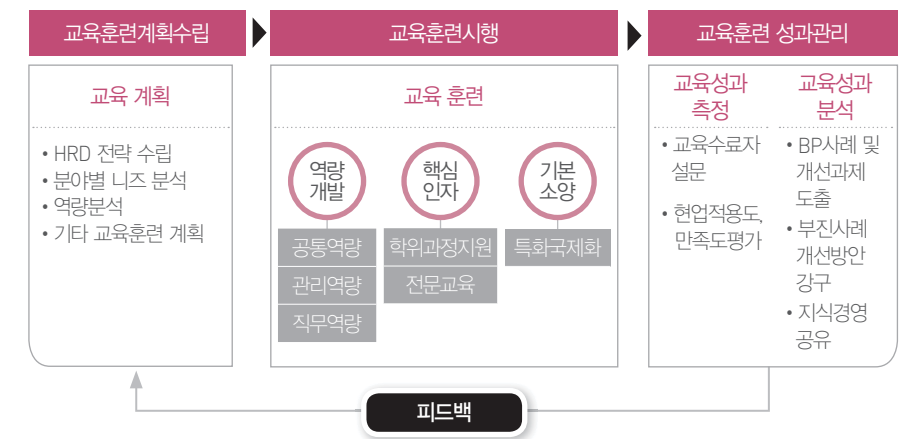 교육훈련계획수립
교육훈련시행
교육훈련 성과관리
교육 계획
• HRD 전략 수립
• 분야별 니즈 분석
• 역량분석
• 기타 교육훈련 계획
교육 훈련
역량
개발
공통역량
관리역량
직무역량
핵심
인자
학위과정지원
전문교육
기본
소양
특화국제화
교육성과
측정
• 교육수료자
설문
• 현업적용도,
만족도평가
교육성과
분석
• BP사례 및
개선과제
도출
• 부진사례
개선방안
강구
• 지식경영
공유
피드백